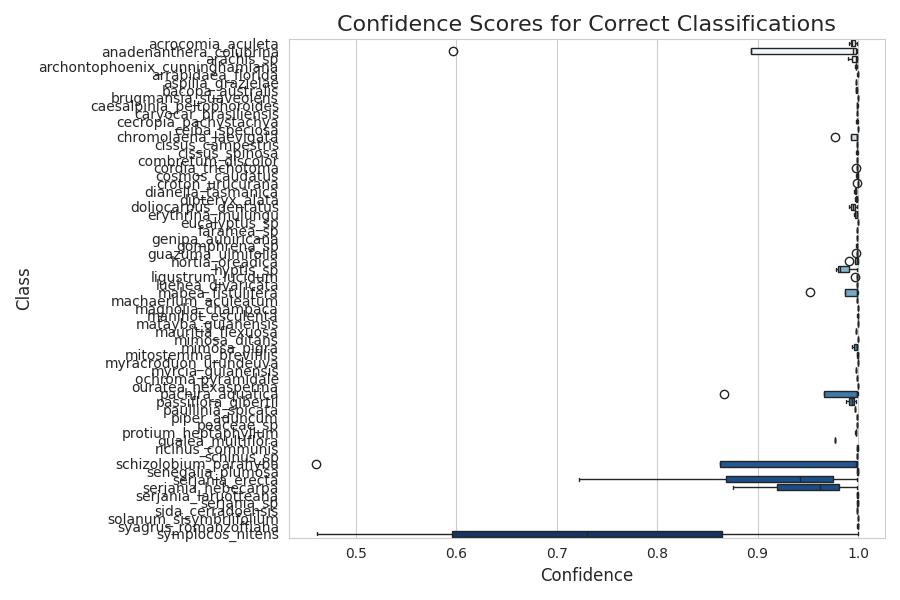 Confidence Scores for Correct Classifications
acrocomia_aculeta
anadenanthera_colubrina
arachis_sp
archontophoenix_cunninghamiana
arrabidaea_florida
aspilia_grazielae
bacopa_australis
brugmansia_suaveolens
caesalpinia_peltophoroides
caryocar_brasiliensis
cecropia_pachystachya
ceiba_speciosa
chromolaena_laevigata
cissus_campestris
cissus_spinosa
combretum_discolor
cordia_trichotoma
cosmos_caudatus
croton_urucurana
dianella_tasmanica
dipteryx_alata
doliocarpus_dentatus
erythrina_mulungu
eucalyptus_sp
faramea_sp
genipa_auniricana
gomphrena_sp
guazuma_ulmifolia
hortia_oreadica
hyptis_sp
ligustrum_lucidum
luehea_divaricata
mabea_fistulifera
machaerium_aculeatum
magnolia_champaca
manihot_esculenta
matayba_guianensis
mauritia_flexuosa
mimosa_ditans
mimosa_pigra
mitostemma_brevifilis
myracroduon_urundeuva
myrcia_guianensis
ochroma_pyramidale
ouratea_hexasperma
pachira_aquatica
passiflora_gibertii
paullinia_spicata
piper_aduncum
poaceae_sp
protium_heptaphyllum
qualea_multiflora
ricinus_communis
schinus_sp
schizolobium_parahyba
senegalia_plumosa
serjania_erecta
serjania_hebecarpa
serjania_laruotteana
serjania_sp
sida_cerradoensis
solanum_sisymbriifolium
syagrus_romanzoffiana
symplocos_nitens
Class
0.5 0.6 0.7 0.8 0.9 1.0
Confidence